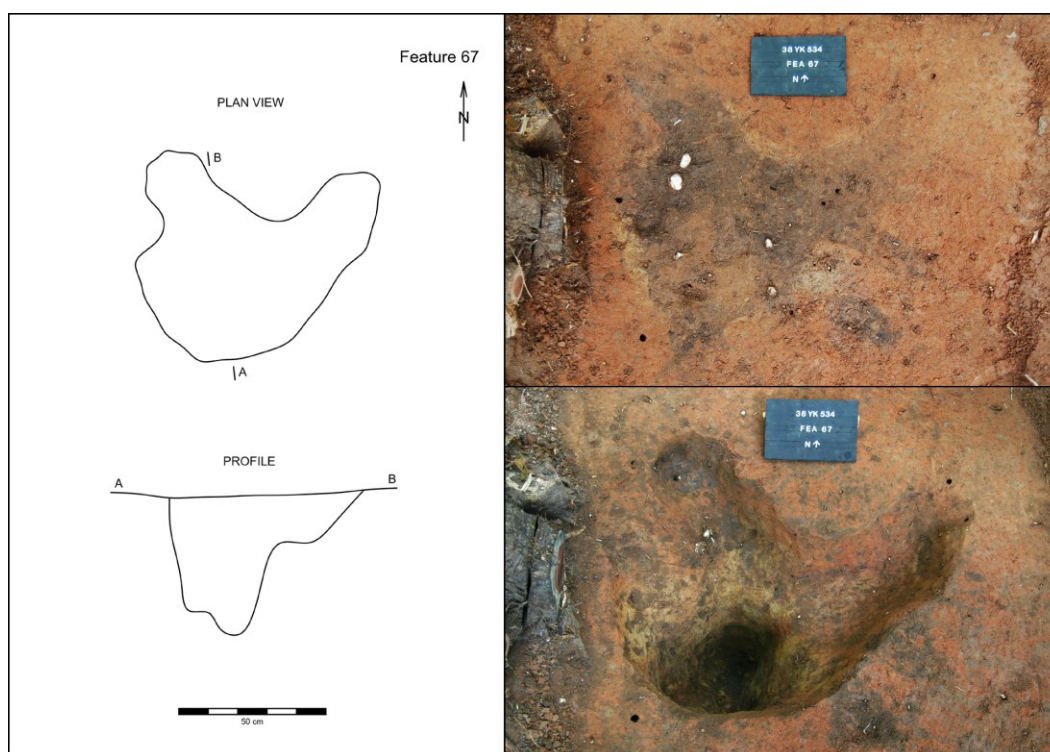 Feature 67
N
PLAN VIEW
B
A
PROFILE
A
B
50 cm
38 YK 534
FEA 67
N ↑
38 YK 534
FEA 67
N ↑